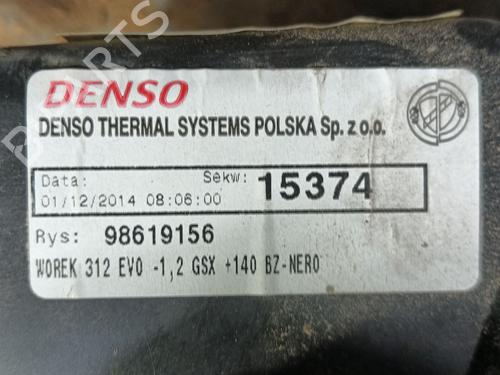 DENSO
DENSO THERMAL SYSTEMS POLSKA Sp. z o.o.
Data: Sekw: 15374
01/12/2014 08:06:00
Rys: 98619156
WOREK 312 EVO -1,2 GSX +140 BZ-NERO